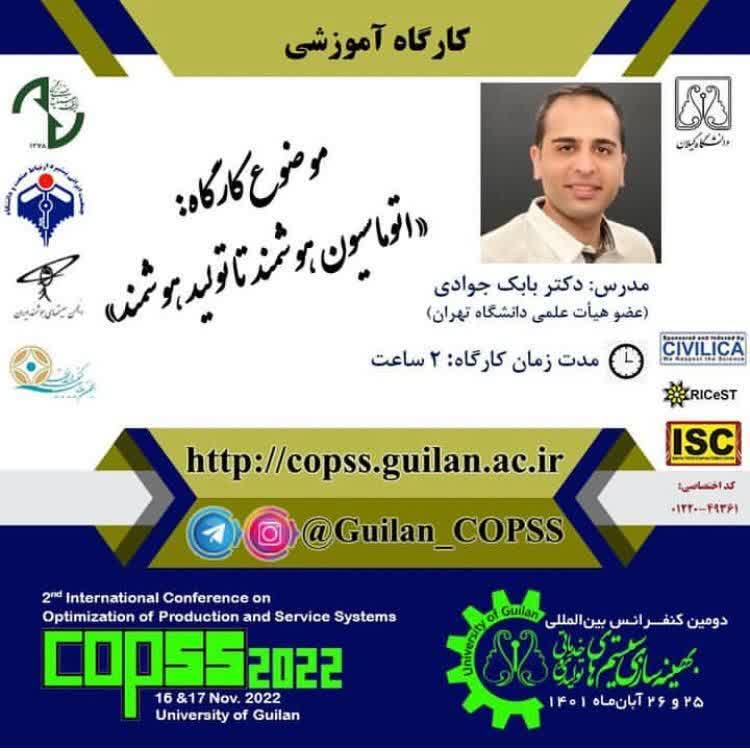 کارگاه آموزشی
دانشگاه گیلان
۱۳۷۸
موضوع کارگاه:
«اتوماسیون هوشمند تا تولید هوشمند»
مدرس: دکتر بابک جوادی
(عضو هیأت علمی دانشگاه تهران)
مدت زمان کارگاه: ۲ ساعت
انجمن سیستمهای هوشمند ایران
Sponsored and Indexed by
CIVILICA
We Respect the Science
RICeST
ISC
کد اختصاصی:
۰۱۲۲۰-۴۹۳۶۱
http://copss.guilan.ac.ir
@Guilan_COPSS
2nd International Conference on
Optimization of Production and Service Systems
COPSS2022
16 &17 Nov. 2022
University of Guilan
University of Guilan
دومین کنفرانس بین‌المللی
بهینه سازی سیستم های تولیدی خدماتی
۲۵ و ۲۶ آبان‌ماه ۱۴۰۱